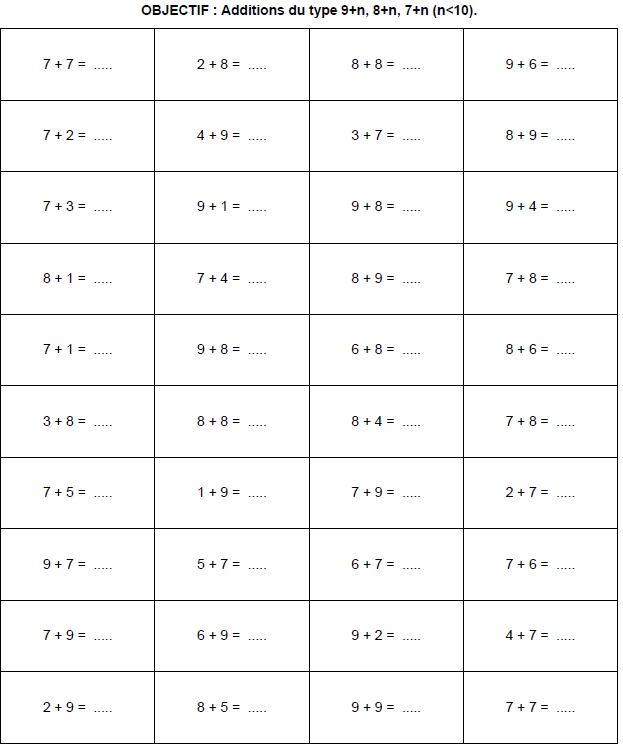 OBJECTIF : Additions du type 9+n, 8+n, 7+n (n<10).
7 + 7 = ..... 2 + 8 = ..... 8 + 8 = ..... 9 + 6 = .....
7 + 2 = ..... 4 + 9 = ..... 3 + 7 = ..... 8 + 9 = .....
7 + 3 = ..... 9 + 1 = ..... 9 + 8 = ..... 9 + 4 = .....
8 + 1 = ..... 7 + 4 = ..... 8 + 9 = ..... 7 + 8 = .....
7 + 1 = ..... 9 + 8 = ..... 6 + 8 = ..... 8 + 6 = .....
3 + 8 = ..... 8 + 8 = ..... 8 + 4 = ..... 7 + 8 = .....
7 + 5 = ..... 1 + 9 = ..... 7 + 9 = ..... 2 + 7 = .....
9 + 7 = ..... 5 + 7 = ..... 6 + 7 = ..... 7 + 6 = .....
7 + 9 = ..... 6 + 9 = ..... 9 + 2 = ..... 4 + 7 = .....
2 + 9 = ..... 8 + 5 = ..... 9 + 9 = ..... 7 + 7 = .....